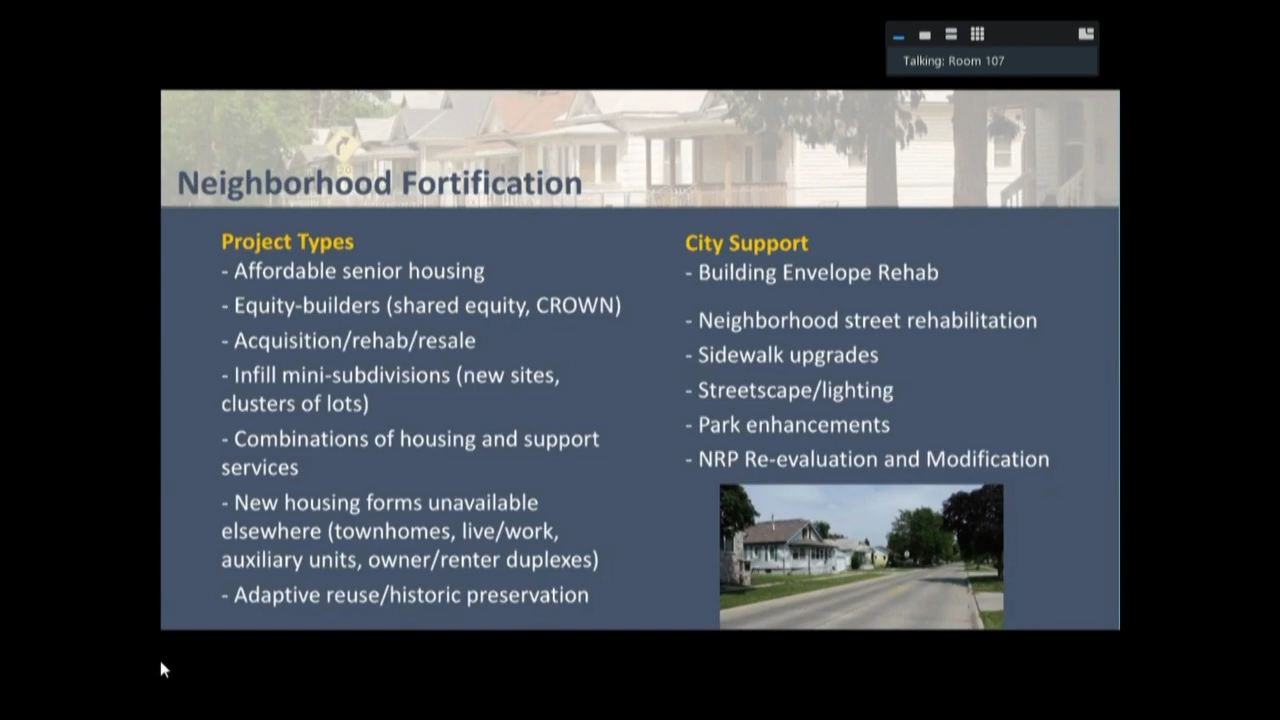 Talking: Room 107
Neighborhood Fortification
Project Types
- Affordable senior housing
- Equity-builders (shared equity, CROWN)
- Acquisition/rehab/resale
- Infill mini-subdivisions (new sites,
clusters of lots)
- Combinations of housing and support
services
- New housing forms unavailable
elsewhere (townhomes, live/work,
auxiliary units, owner/renter duplexes)
- Adaptive reuse/historic preservation
City Support
- Building Envelope Rehab
- Neighborhood street rehabilitation
- Sidewalk upgrades
- Streetscape/lighting
- Park enhancements
- NRP Re-evaluation and Modification